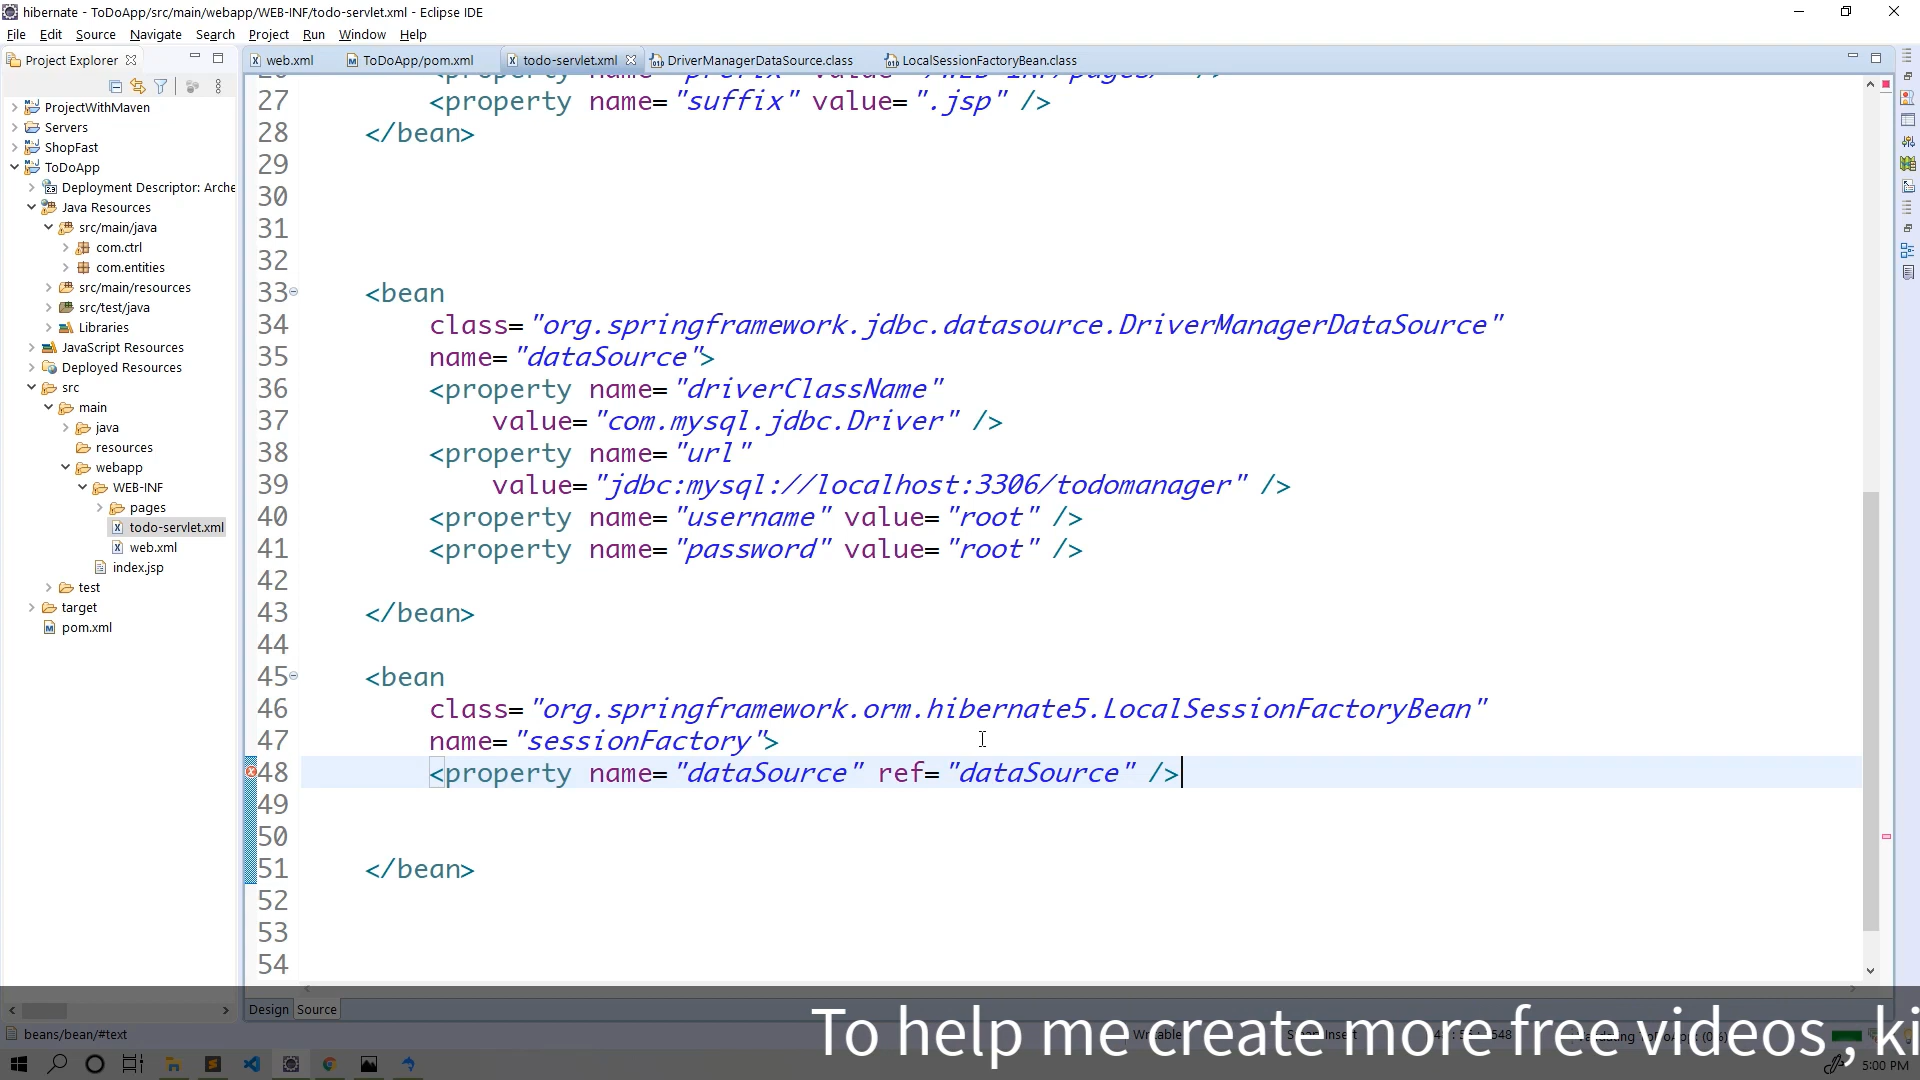 hibernate - ToDoApp/src/main/webapp/WEB-INF/todo-servlet.xml - Eclipse IDE
File Edit Source Navigate Search Project Run Window Help
Project Explorer
web.xml
ToDoApp/pom.xml
todo-servlet.xml
DriverManagerDataSource.class
LocalSessionFactoryBean.class
ProjectWithMaven
Servers
ShopFast
ToDoApp
Deployment Descriptor: Arche
Java Resources
src/main/java
com.ctrl
com.entities
src/main/resources
src/test/java
Libraries
JavaScript Resources
Deployed Resources
src
main
java
resources
webapp
WEB-INF
pages
todo-servlet.xml
web.xml
index.jsp
test
target
pom.xml
27 <property name="suffix" value=".jsp" />
28 </bean>
29
30
31
32
33 <bean
34 class="org.springframework.jdbc.datasource.DriverManagerDataSource"
35 name="dataSource">
36 <property name="driverClassName"
37 value="com.mysql.jdbc.Driver" />
38 <property name="url"
39 value="jdbc:mysql://localhost:3306/todomanager" />
40 <property name="username" value="root" />
41 <property name="password" value="root" />
42
43 </bean>
44
45 <bean
46 class="org.springframework.orm.hibernate5.LocalSessionFactoryBean"
47 name="sessionFactory">
48 <property name="dataSource" ref="dataSource" />
49
50
51 </bean>
52
53
54
Design Source
beans/bean/#text
To help me create more free videos , ki
5:00 PM